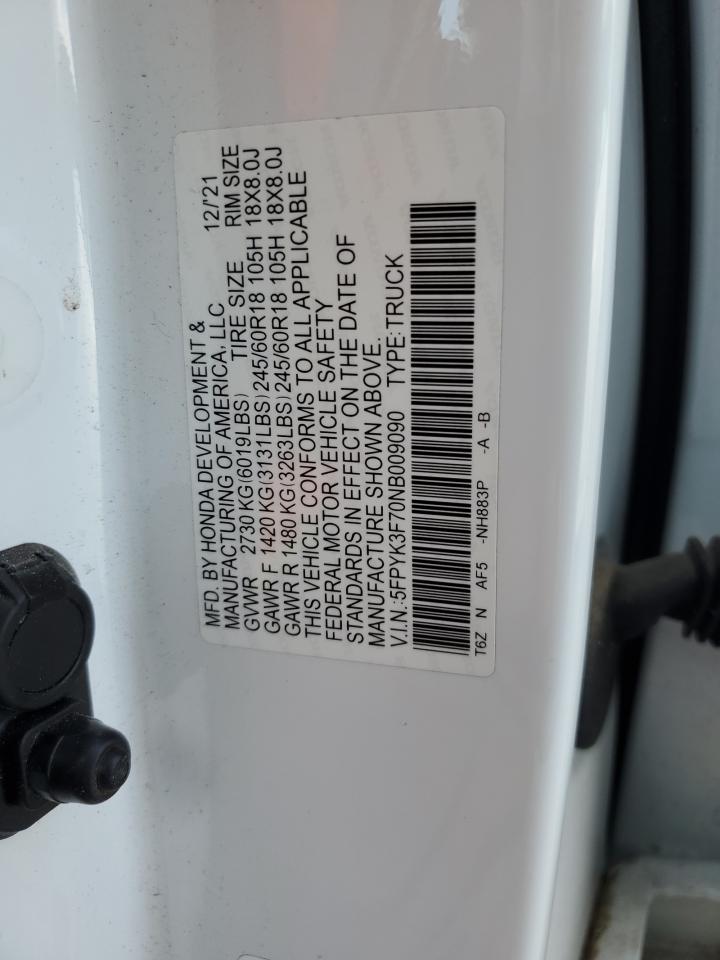 MFD. BY HONDA DEVELOPMENT &
MANUFACTURING OF AMERICA, LLC 12/'21
GVWR 2730 KG(6019LBS) TIRE SIZE RIM SIZE
GAWR F 1420 KG(3131LBS) 245/60R18 105H 18X8.0J
GAWR R 1480 KG(3263LBS) 245/60R18 105H 18X8.0J
THIS VEHICLE CONFORMS TO ALL APPLICABLE
FEDERAL MOTOR VEHICLE SAFETY
STANDARDS IN EFFECT ON THE DATE OF
MANUFACTURE SHOWN ABOVE.
V.I.N.:5FPYK3F70NB009090 TYPE:TRUCK
T6Z N AF5 -NH883P -A -B